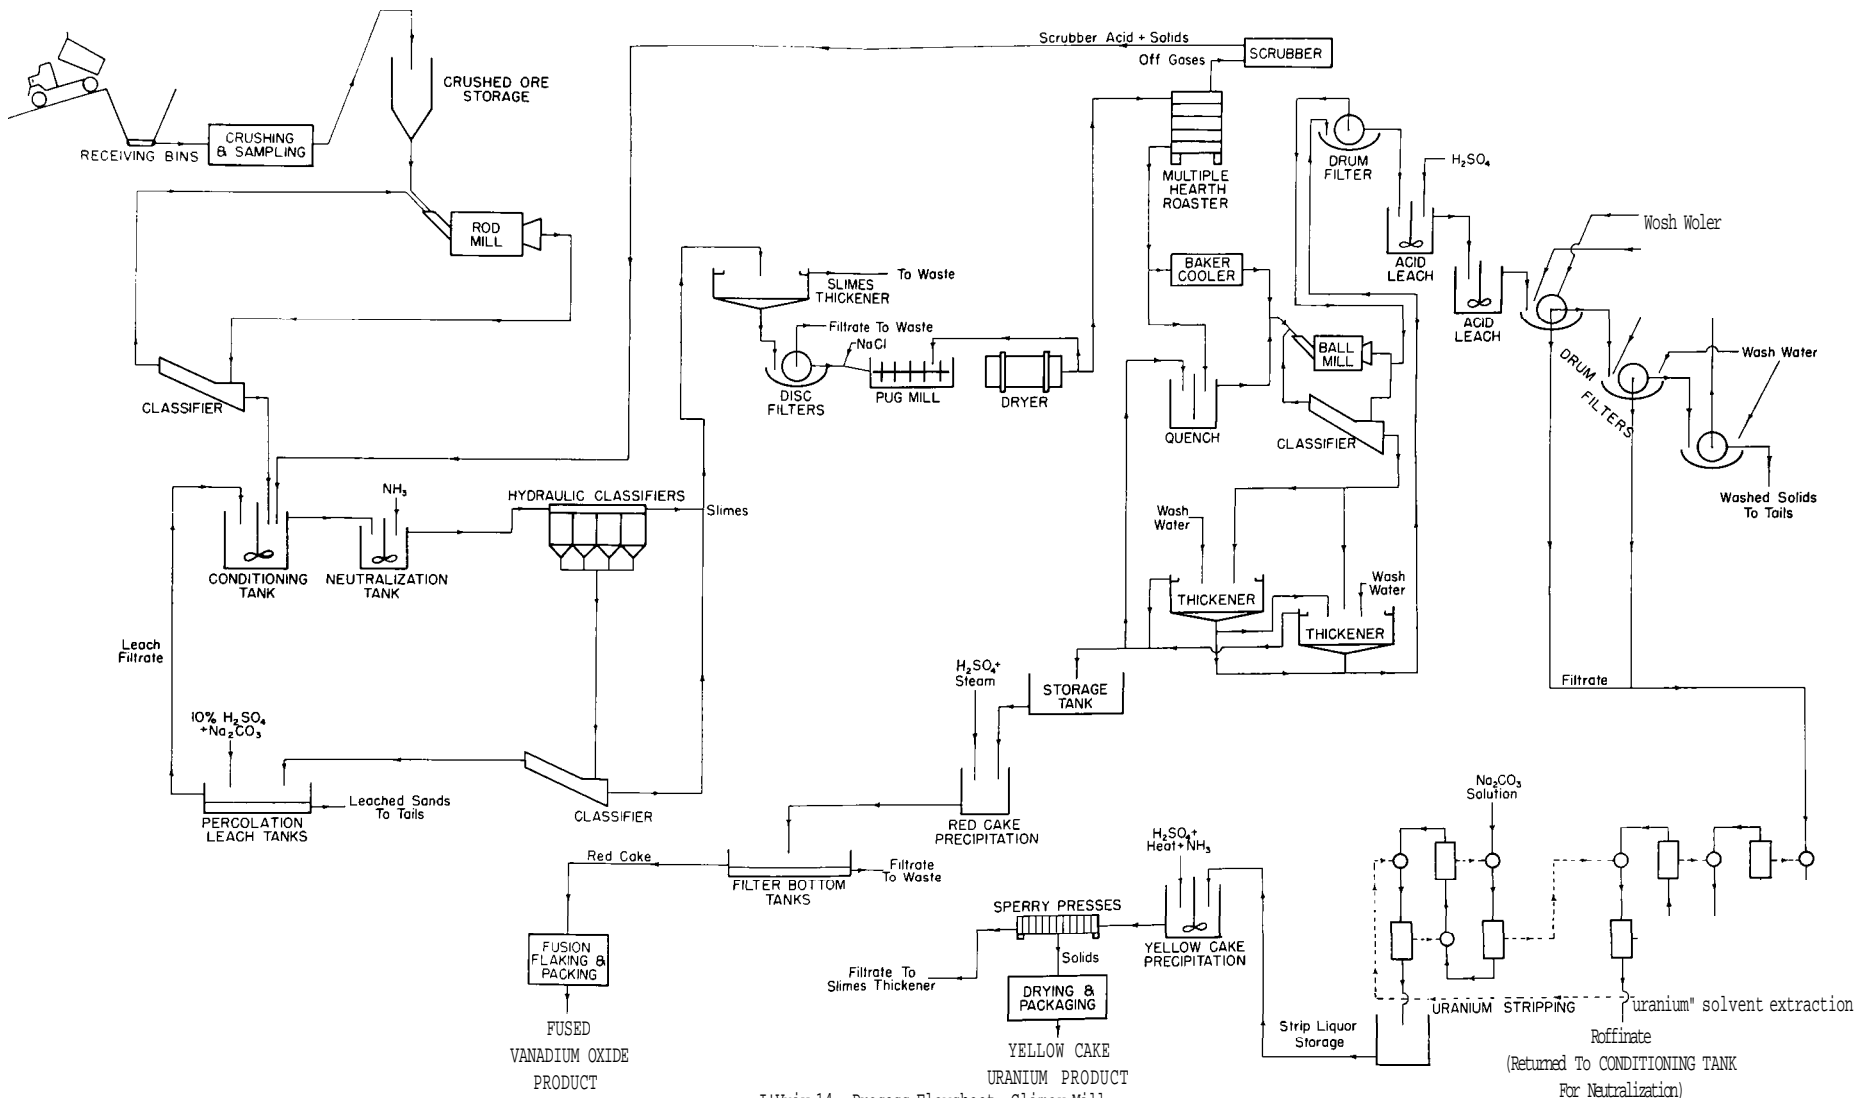 Scrubber Acid + Solids
SCRUBBER
Off Gases
CRUSHED ORE
STORAGE
CRUSHING
& SAMPLING
RECEIVING BINS
MULTIPLE
HEARTH
ROASTER
DRUM
FILTER
H₂SO₄
ROD
MILL
ACID
LEACH
Wosh Woler
To Waste
SLIMES
THICKENER
BAKER
COOLER
ACID
LEACH
Filtrate To Waste
NaCl
BALL
MILL
DRUM
FILTERS
Wash Water
CLASSIFIER
DISC
FILTERS
PUG MILL
DRYER
QUENCH
CLASSIFIER
NH₃
HYDRAULIC CLASSIFIERS
Slimes
Wash
Water
Washed Solids
To Tails
CONDITIONING
TANK
NEUTRALIZATION
TANK
THICKENER
Wash
Water
THICKENER
Leach
Filtrate
H₂SO₄+
Steam
STORAGE
TANK
Filtrate
10% H₂SO₄
+Na₂CO₃
Leached Sands
To Tails
PERCOLATION
LEACH TANKS
CLASSIFIER
RED CAKE
PRECIPITATION
Na₂CO₃
Solution
H₂SO₄+
Heat+NH₃
Red Cake
FILTER BOTTOM
TANKS
Filtrate
To Waste
SPERRY PRESSES
YELLOW CAKE
PRECIPITATION
FUSION
FLAKING &
PACKING
Solids
Filtrate To
Slimes Thickener
DRYING &
PACKAGING
URANIUM STRIPPING
uranium" solvent extraction
Strip Liquor
Storage
FUSED
VANADIUM OXIDE
PRODUCT
YELLOW CAKE
URANIUM PRODUCT
Roffinate
(Returned To CONDITIONING TANK
For Neutralization)